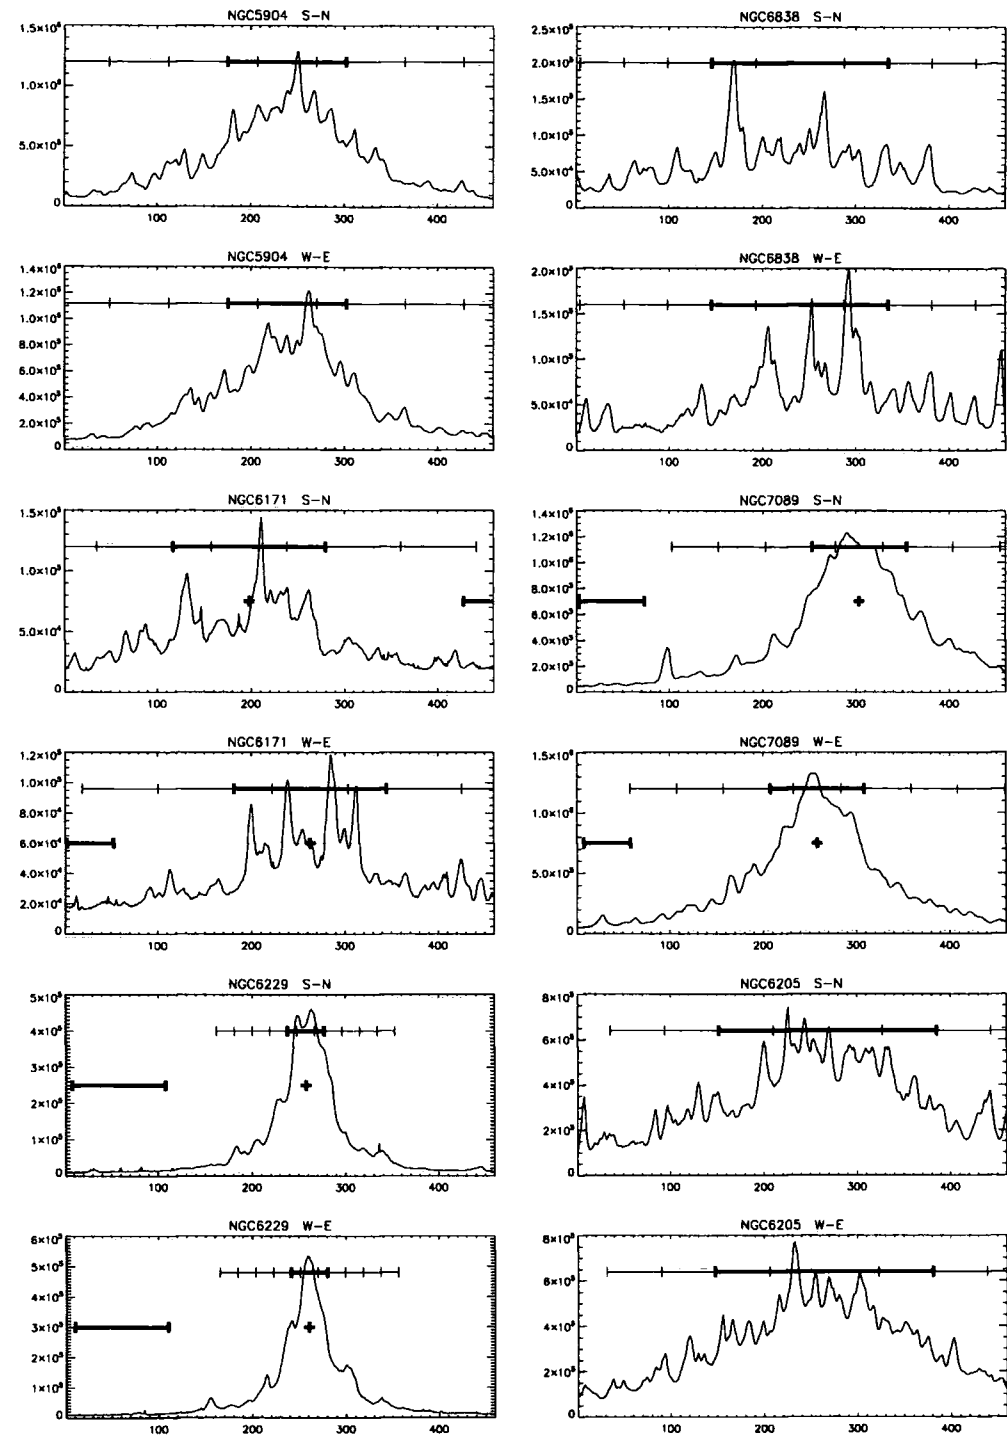 NGC5904 S–N
1.5×10⁶
1.0×10⁶
5.0×10⁵
0
100 200 300 400
NGC6838 S–N
2.5×10⁵
2.0×10⁵
1.5×10⁵
1.0×10⁵
5.0×10⁴
0
100 200 300 400
NGC5904 W–E
1.4×10⁶
1.2×10⁶
1.0×10⁶
8.0×10⁵
6.0×10⁵
4.0×10⁵
2.0×10⁵
0
100 200 300 400
NGC6838 W–E
2.0×10⁵
1.5×10⁵
1.0×10⁵
5.0×10⁴
0
100 200 300 400
NGC6171 S–N
1.5×10⁵
1.0×10⁵
5.0×10⁴
0
100 200 300 400
NGC7089 S–N
1.4×10⁶
1.2×10⁶
1.0×10⁶
8.0×10⁵
6.0×10⁵
4.0×10⁵
2.0×10⁵
0
100 200 300 400
NGC6171 W–E
1.2×10⁵
1.0×10⁵
8.0×10⁴
6.0×10⁴
4.0×10⁴
2.0×10⁴
0
100 200 300 400
NGC7089 W–E
1.5×10⁶
1.0×10⁶
5.0×10⁵
0
100 200 300 400
NGC6229 S–N
5×10⁵
4×10⁵
3×10⁵
2×10⁵
1×10⁵
0
100 200 300 400
NGC6205 S–N
8×10⁵
6×10⁵
4×10⁵
2×10⁵
0
100 200 300 400
NGC6229 W–E
6×10⁵
5×10⁵
4×10⁵
3×10⁵
2×10⁵
1×10⁵
0
100 200 300 400
NGC6205 W–E
8×10⁵
6×10⁵
4×10⁵
2×10⁵
0
100 200 300 400